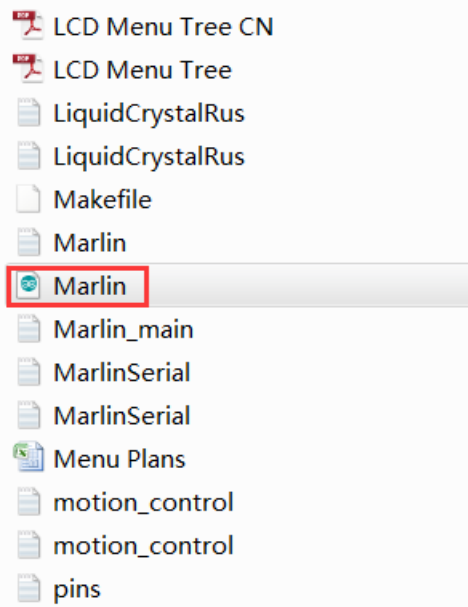 LCD Menu Tree CN
LCD Menu Tree
LiquidCrystalRus
LiquidCrystalRus
Makefile
Marlin
Marlin
Marlin_main
MarlinSerial
MarlinSerial
Menu Plans
motion_control
motion_control
pins